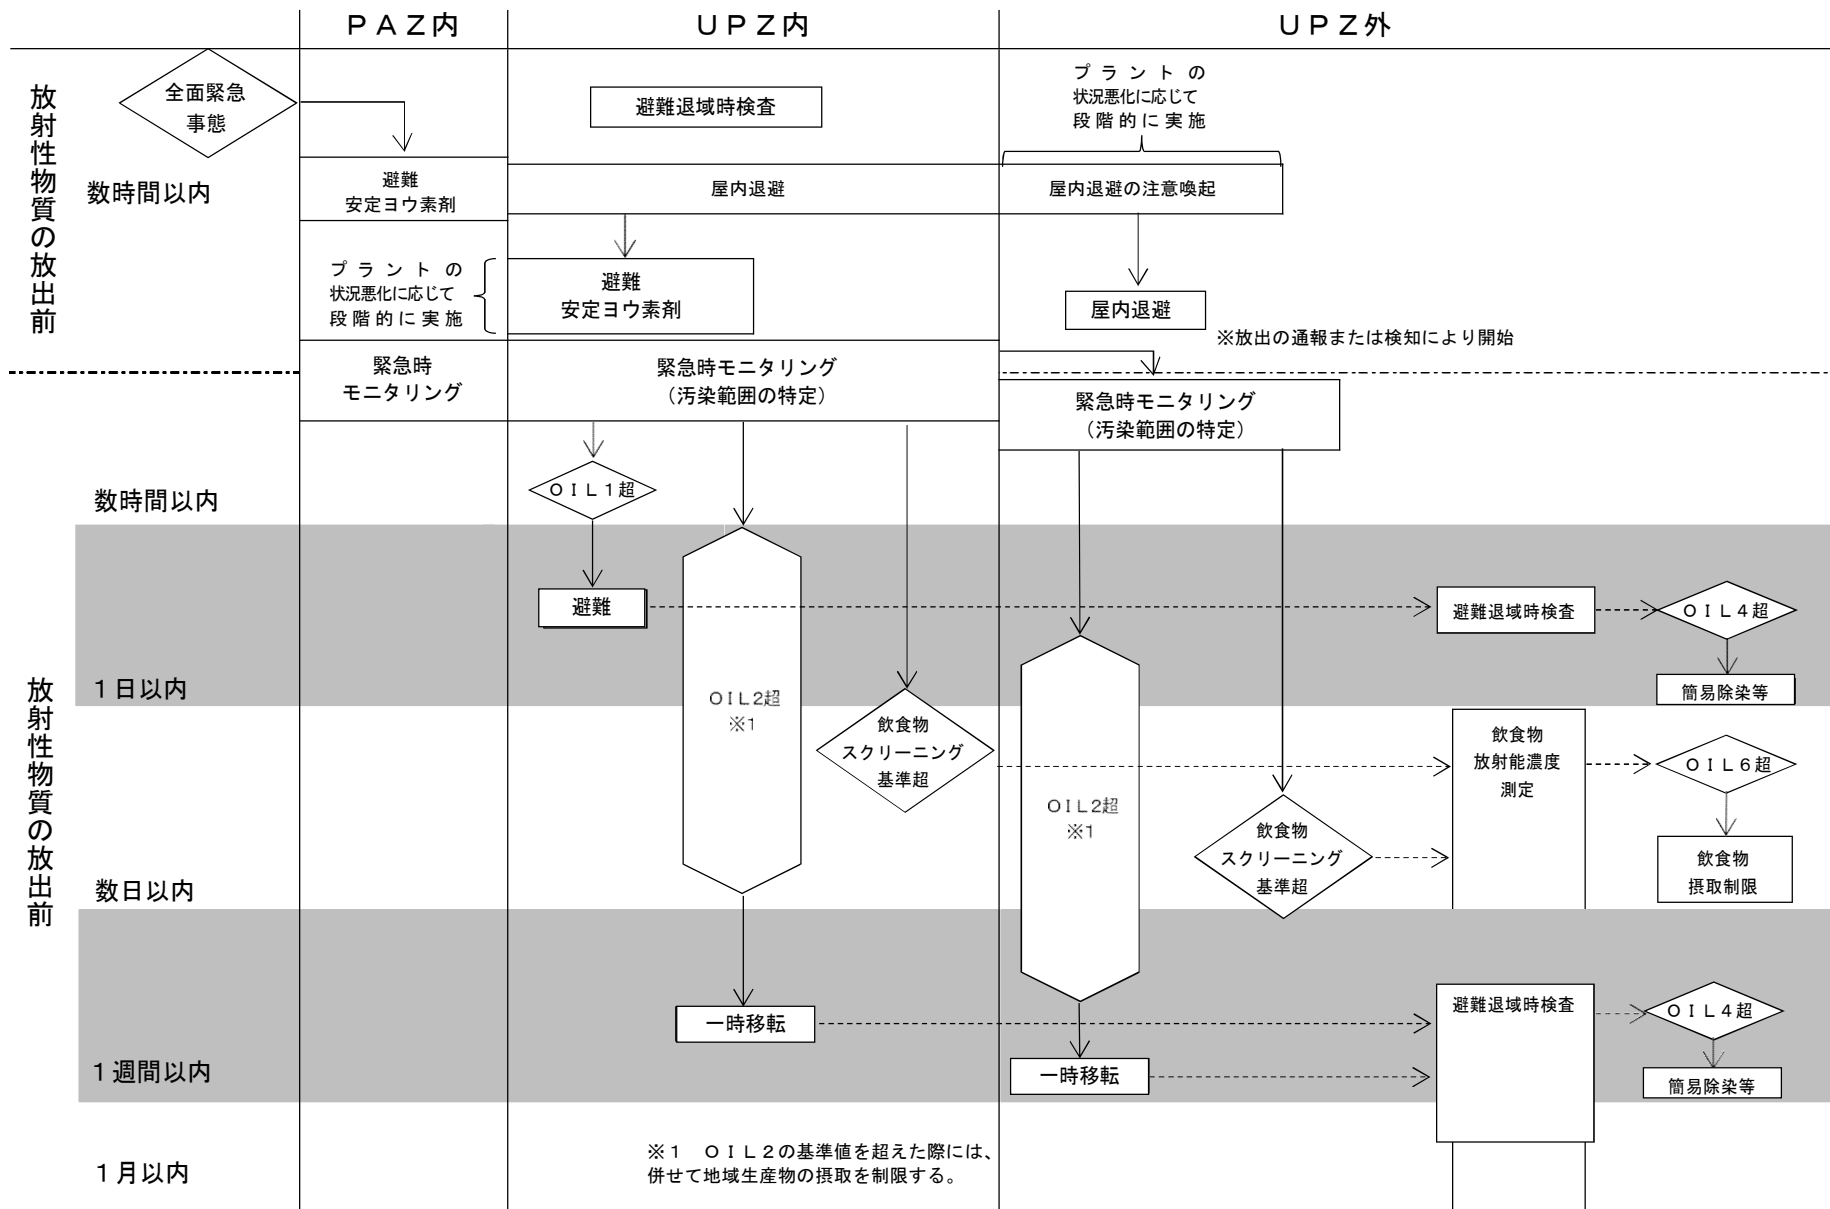 ＰＡＺ内
ＵＰＺ内
ＵＰＺ外
放射性物質の放出前
全面緊急
事態
避難退域時検査
プラントの
状況悪化に応じて
段階的に実施
数時間以内
避難
安定ヨウ素剤
屋内退避
屋内退避の注意喚起
プラントの
状況悪化に応じて
段階的に実施
避難
安定ヨウ素剤
屋内退避
※放出の通報または検知により開始
緊急時
モニタリング
緊急時モニタリング
（汚染範囲の特定）
緊急時モニタリング
（汚染範囲の特定）
放射性物質の放出前
数時間以内
ＯＩＬ１超
避難
避難退域時検査
ＯＩＬ４超
簡易除染等
１日以内
ＯＩＬ２超
※1
飲食物
スクリーニング
基準超
飲食物
放射能濃度
測定
ＯＩＬ６超
ＯＩＬ２超
※1
飲食物
スクリーニング
基準超
飲食物
摂取制限
数日以内
一時移転
避難退域時検査
ＯＩＬ４超
一時移転
簡易除染等
１週間以内
１月以内
※１　ＯＩＬ２の基準値を超えた際には、
併せて地域生産物の摂取を制限する。